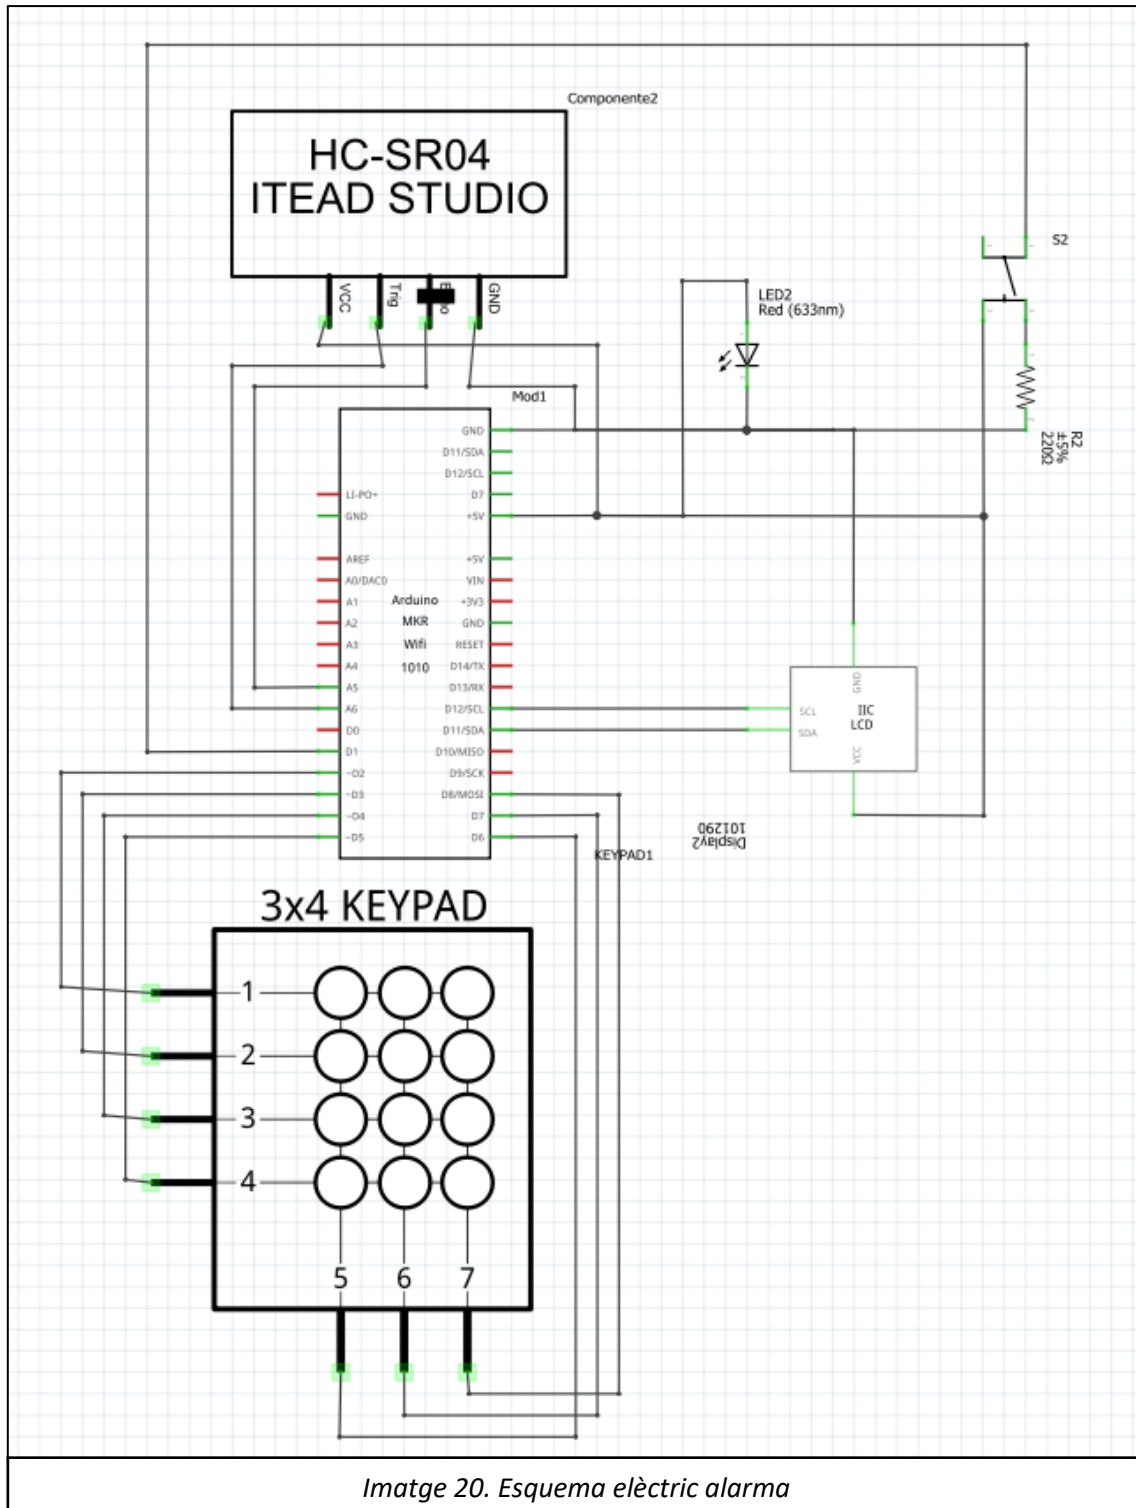 Componente2
HC-SR04
ITEAD STUDIO
VCC
Trig
GND
S2
LED2
Red (633nm)
R2
±5%
220Ω
Mod1
GND
D11/SDA
D12/SCL
D7
+5V
LI-PO+
GND
AREF
A0/DAC0
A1
A2
A3
A4
A5
A6
D0
D1
~D2
~D3
~D4
~D5
Arduino
MKR
Wifi
1010
+5V
VIN
+3V3
GND
RESET
D14/TX
D13/RX
D12/SCL
D11/SDA
D10/MISO
D9/SCK
D8/MOSI
D7
D6
GND
SCL
SDA
IIC
LCD
VCC
Display2
101290
KEYPAD1
3x4 KEYPAD
1
2
3
4
5 6 7
Imatge 20. Esquema elèctric alarma